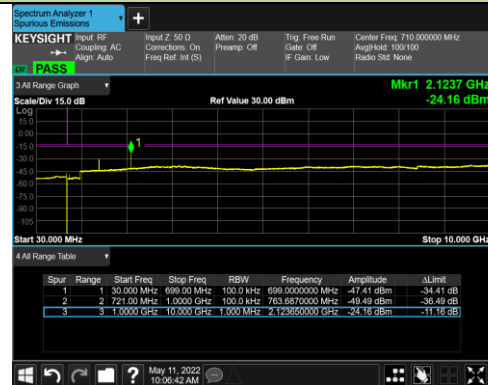 Spectrum Analyzer 1
Spurious Emissions
+
KEYSIGHT Input: RF Input Z: 50 Ω Atten: 20 dB Trig: Free Run Center Freq: 710.000000 MHz
Coupling: AC Corrections: On Preamp: Off Gate: Off Avg|Hold: 100/100
Align: Auto Freq Ref: Int (S) IF Gain: Low Radio Std: None
PASS
3 All Range Graph Mkr1 2.1237 GHz
Scale/Div 15.0 dB Ref Value 30.00 dBm -24.16 dBm
Log
15.0
0.00
-15.0
-30.0
-45.0
-60.0
-75.0
-90.0
-105
1
Start 30.000 MHz Stop 10.000 GHz
4 All Range Table
Spur Range Start Freq Stop Freq RBW Frequency Amplitude ΔLimit
1 1 30.000 MHz 699.00 MHz 100.0 kHz 699.0000000 MHz -47.41 dBm -34.41 dB
2 2 721.00 MHz 1.0000 GHz 100.0 kHz 763.6870000 MHz -49.49 dBm -36.49 dB
3 3 1.0000 GHz 10.000 GHz 1.000 MHz 2.123650000 GHz -24.16 dBm -11.16 dB
?
May 11, 2022
10:06:42 AM